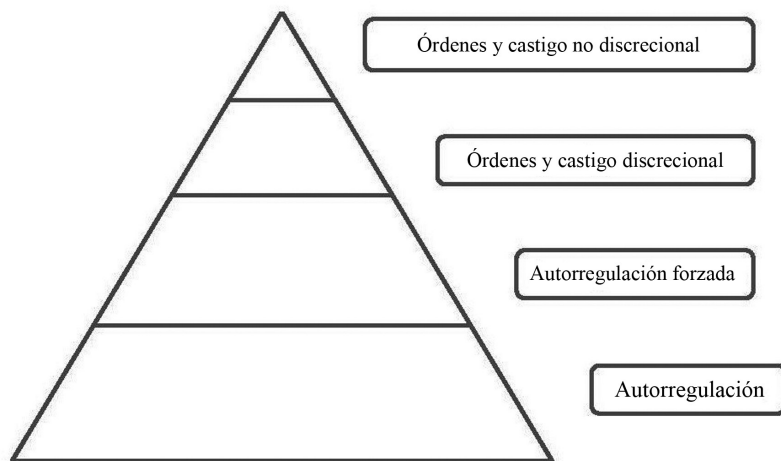 Órdenes y castigo no discrecional
Órdenes y castigo discrecional
Autorregulación forzada
Autorregulación